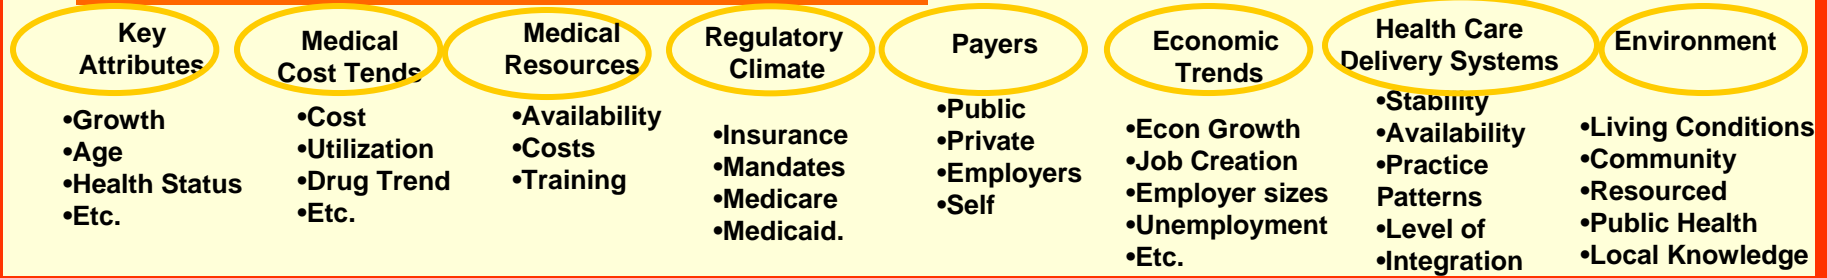 Key
Attributes
•Growth
•Age
•Health Status
•Etc.
Medical
Cost Tends
•Cost
•Utilization
•Drug Trend
•Etc.
Medical
Resources
•Availability
•Costs
•Training
Regulatory
Climate
•Insurance
•Mandates
•Medicare
•Medicaid.
Payers
•Public
•Private
•Employers
•Self
Economic
Trends
•Econ Growth
•Job Creation
•Employer sizes
•Unemployment
•Etc.
Health Care
Delivery Systems
•Stability
•Availability
•Practice
Patterns
•Level of
•Integration
Environment
•Living Conditions
•Community
•Resourced
•Public Health
•Local Knowledge